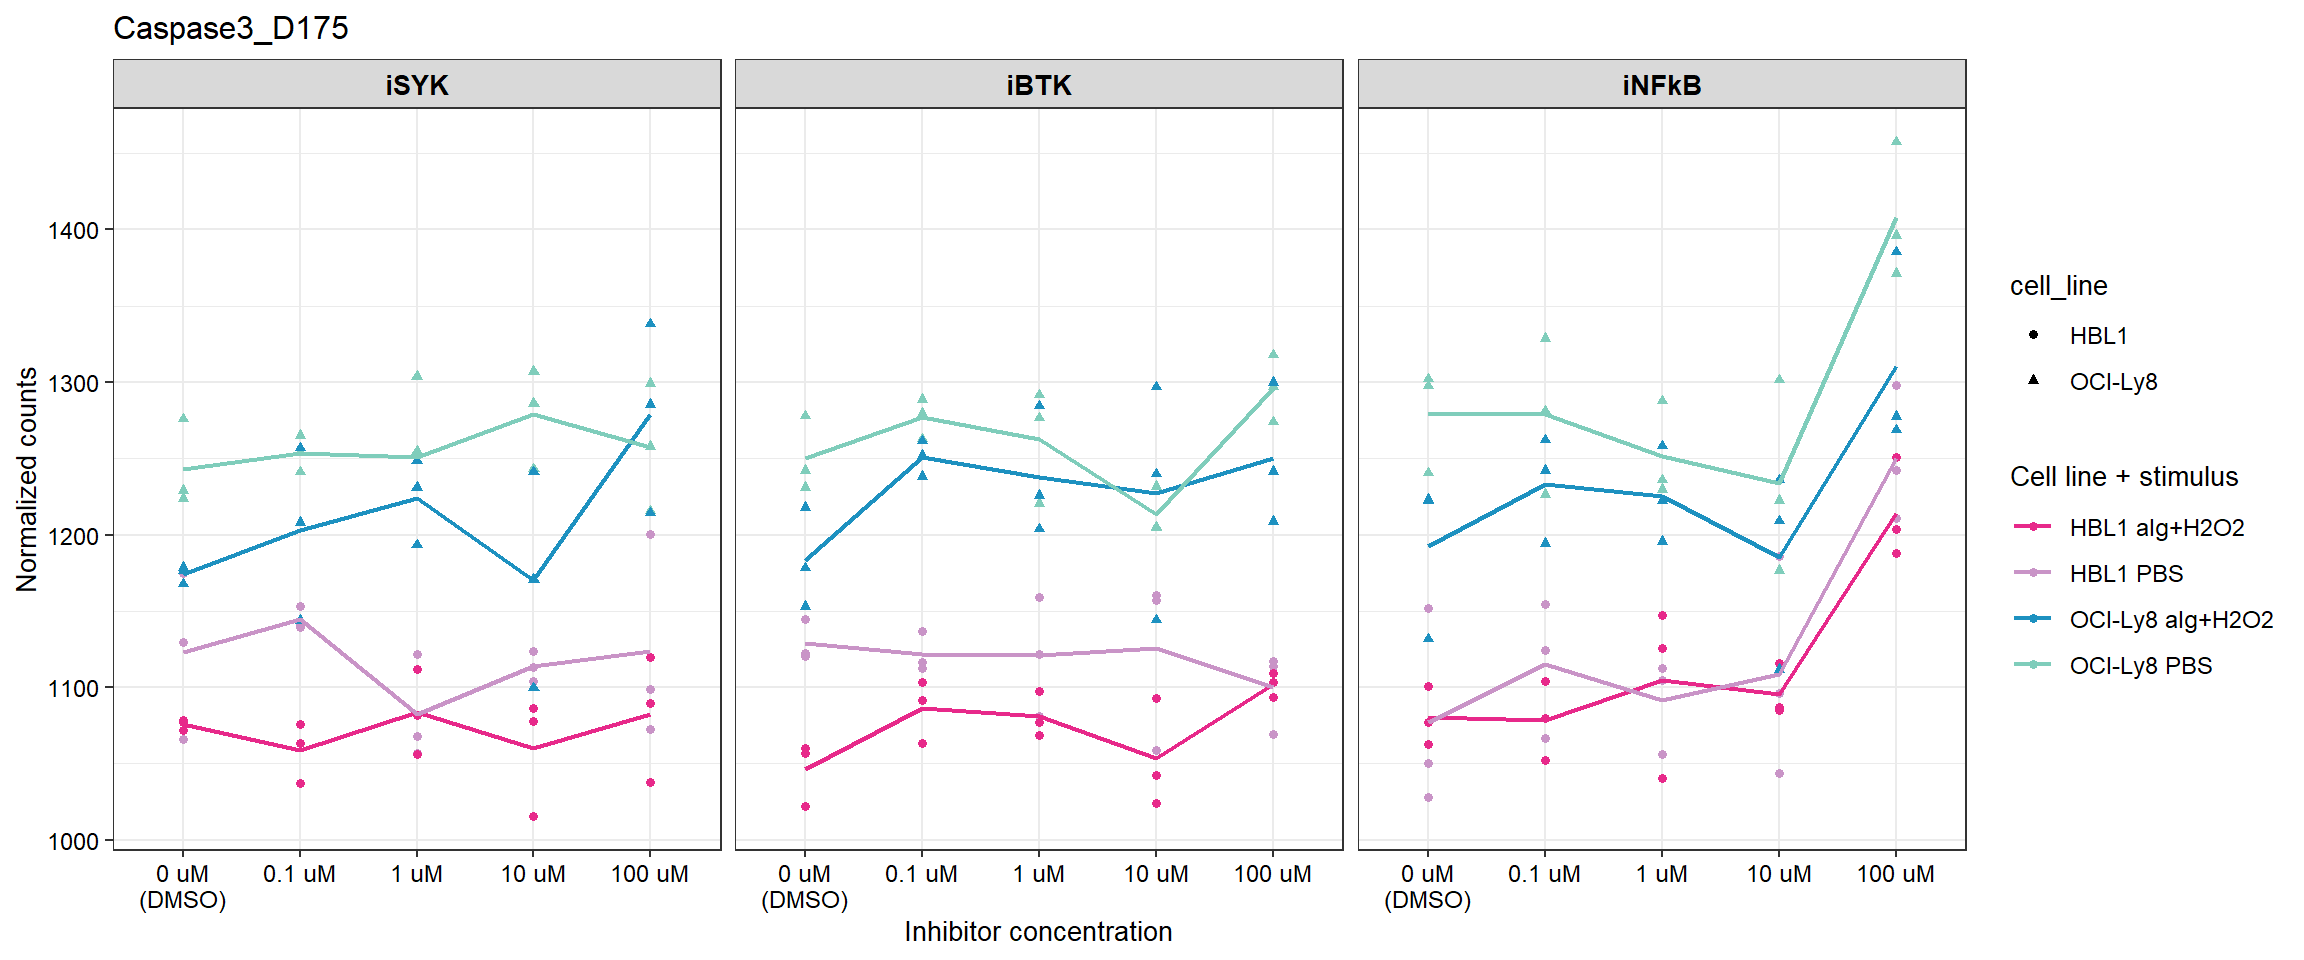 Caspase3_D175
iSYK
iBTK
iNFkB
Normalized counts
1400
1300
1200
1100
1000
0 uM
(DMSO)
0.1 uM
1 uM
10 uM
100 uM
0 uM
(DMSO)
0.1 uM
1 uM
10 uM
100 uM
0 uM
(DMSO)
0.1 uM
1 uM
10 uM
100 uM
Inhibitor concentration
cell_line
HBL1
OCI-Ly8
Cell line + stimulus
HBL1 aIg+H2O2
HBL1 PBS
OCI-Ly8 aIg+H2O2
OCI-Ly8 PBS